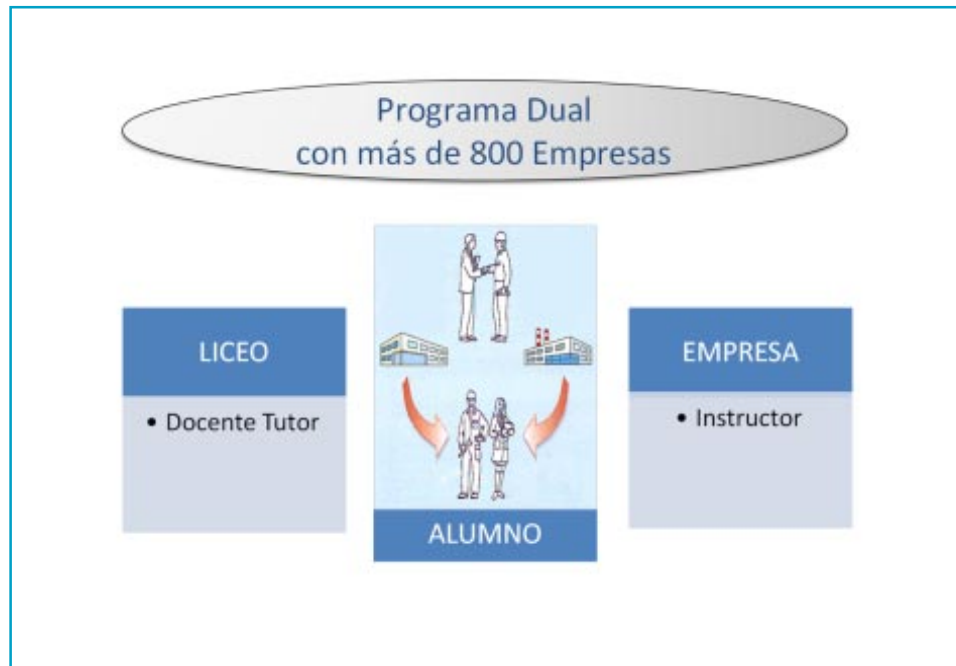 Programa Dual
con más de 800 Empresas
LICEO
• Docente Tutor
ALUMNO
EMPRESA
• Instructor